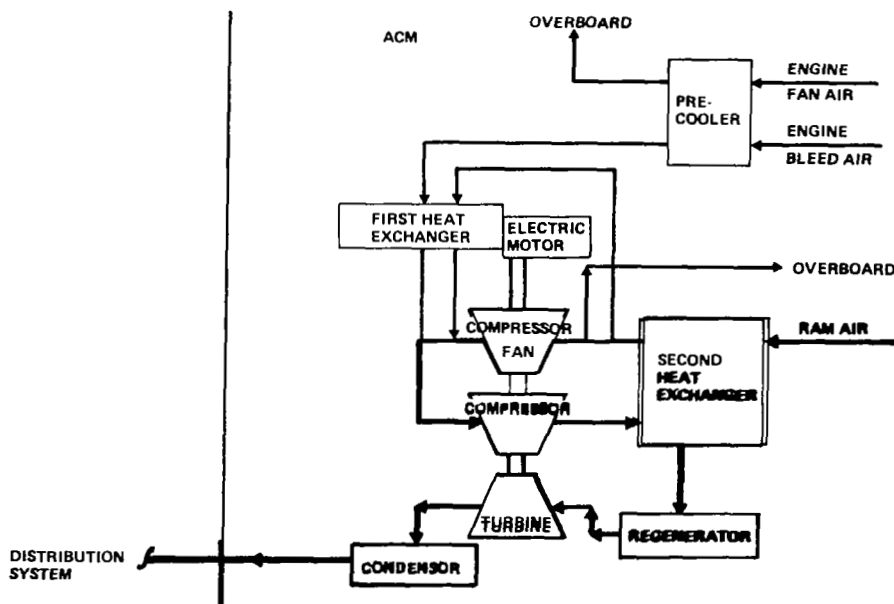 OVERBOARD
ACM
ENGINE
FAN AIR
PRE-
COOLER
ENGINE
BLEED AIR
FIRST HEAT
EXCHANGER
ELECTRIC
MOTOR
OVERBOARD
COMPRESSOR
FAN
RAM AIR
SECOND
HEAT
EXCHANGER
COMPRESSOR
TURBINE
REGENERATOR
DISTRIBUTION
SYSTEM
CONDENSOR